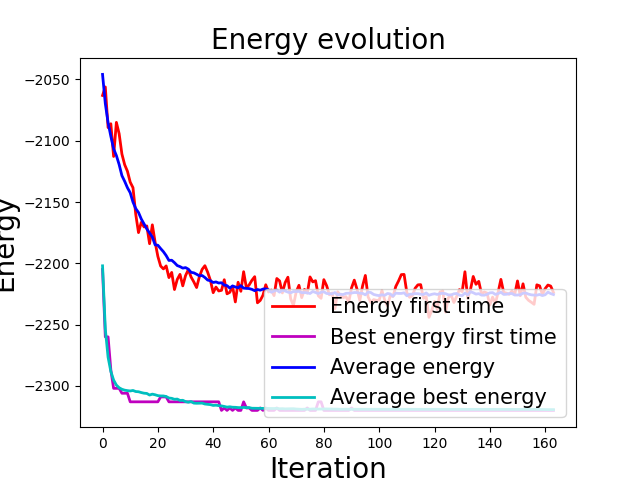 Energy evolution
Energy
−2050
−2100
−2150
−2200
−2250
−2300
Energy first time
Best energy first time
Average energy
Average best energy
0 20 40 60 80 100 120 140 160
Iteration